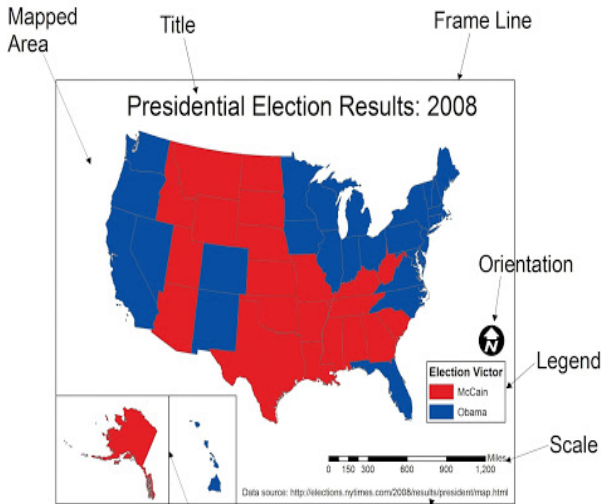 Mapped
Area
Title
Frame Line
Presidential Election Results: 2008
Orientation
N
Election Victor
McCain
Obama
Legend
Miles
0 150 300 600 900 1,200
Scale
Data source: http://elections.nytimes.com/2008/results/president/map.html